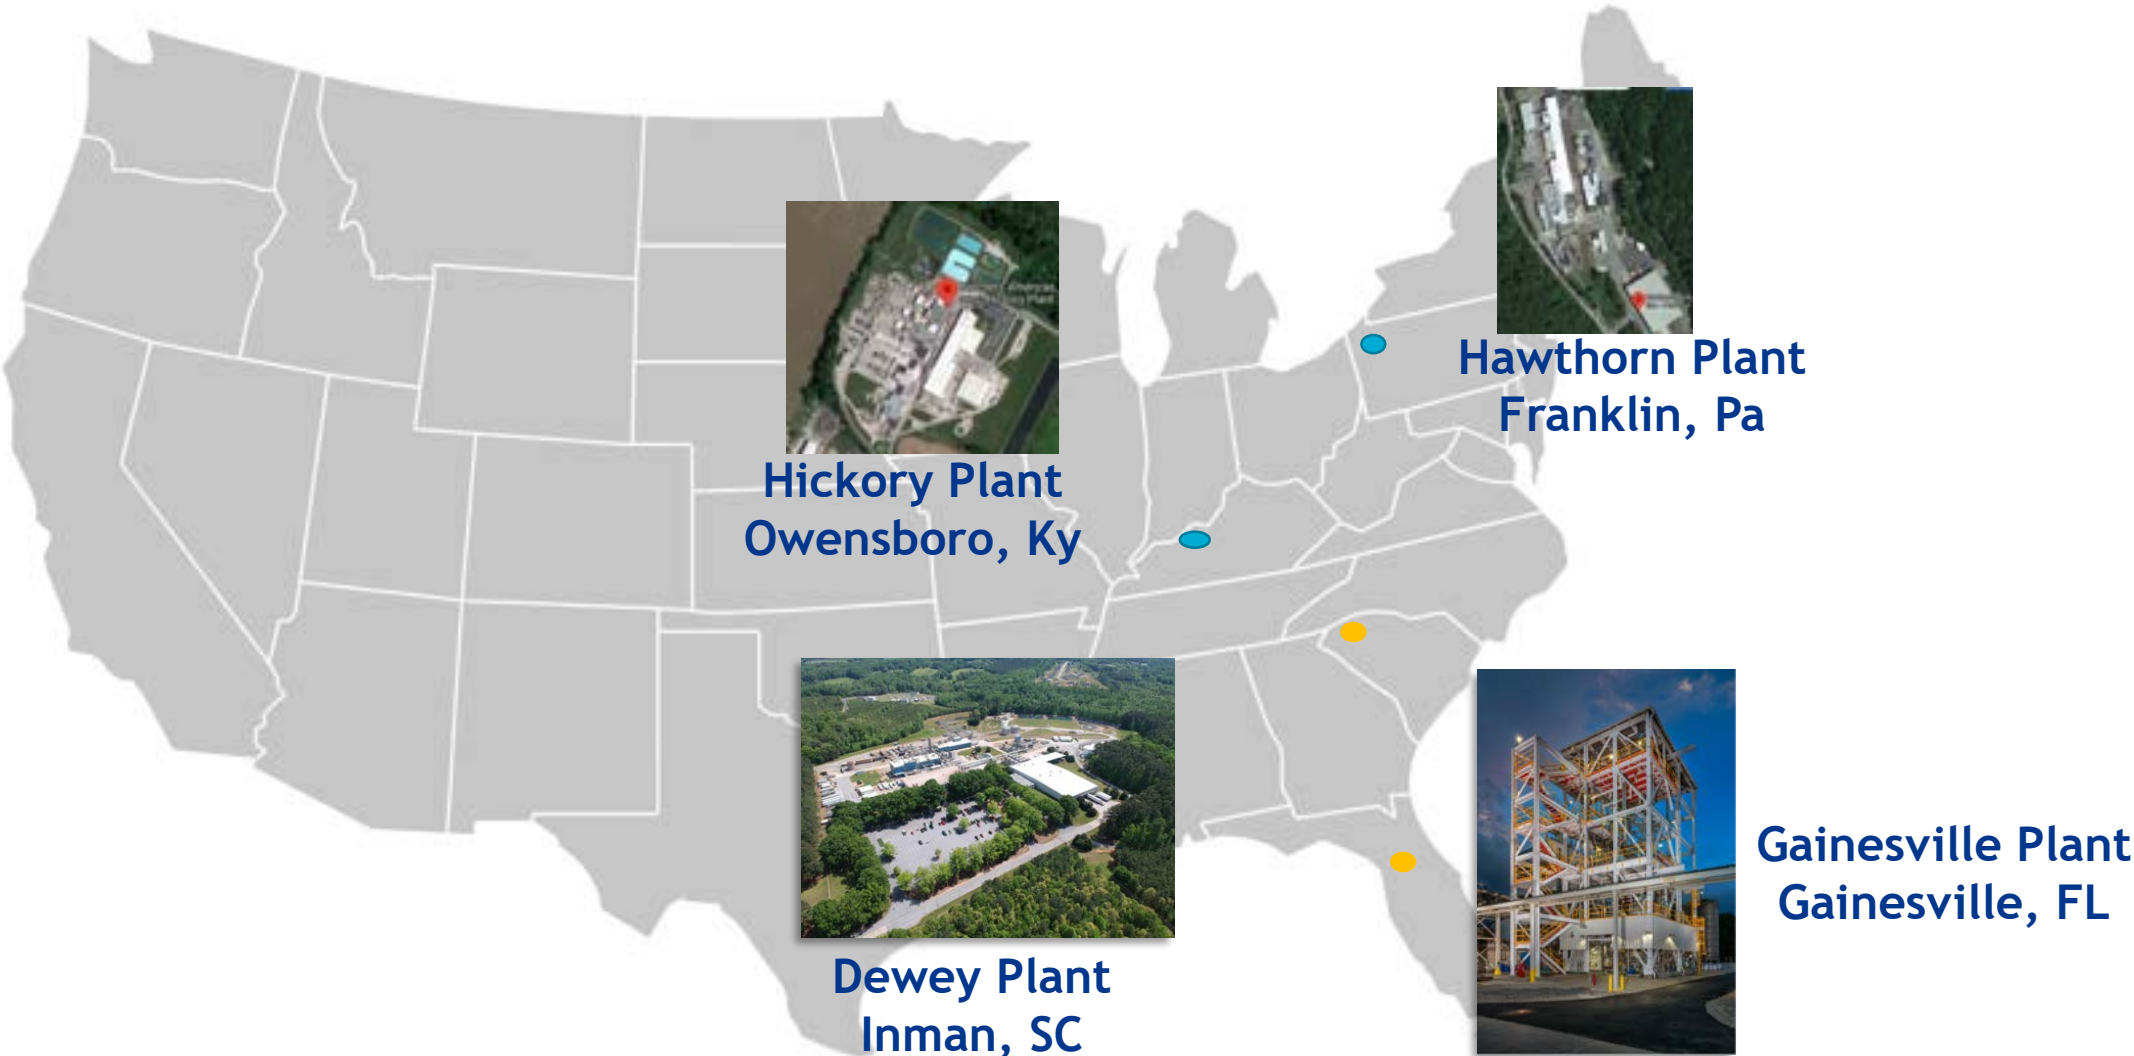 Hawthorn Plant
Franklin, Pa
Hickory Plant
Owensboro, Ky
Dewey Plant
Inman, SC
Gainesville Plant
Gainesville, FL